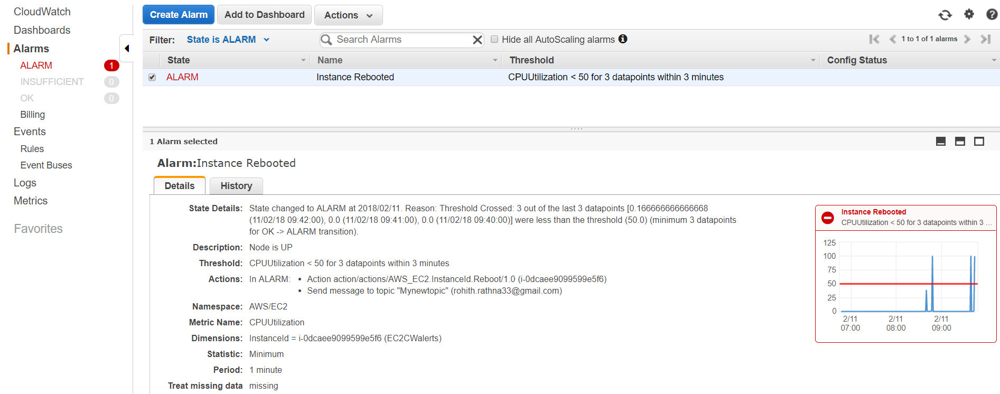 CloudWatch
Dashboards
Alarms
ALARM 1
INSUFFICIENT 0
OK 0
Billing
Events
Rules
Event Buses
Logs
Metrics
Favorites
Create Alarm Add to Dashboard Actions
Filter: State is ALARM Search Alarms Hide all AutoScaling alarms 1 to 1 of 1 alarms
State Name Threshold Config Status
ALARM Instance Rebooted CPUUtilization < 50 for 3 datapoints within 3 minutes
1 Alarm selected
Alarm:Instance Rebooted
Details History
State Details: State changed to ALARM at 2018/02/11. Reason: Threshold Crossed: 3 out of the last 3 datapoints [0.166666666666668
(11/02/18 09:42:00), 0.0 (11/02/18 09:41:00), 0.0 (11/02/18 09:40:00)] were less than the threshold (50.0) (minimum 3 datapoints
for OK -> ALARM transition).
Description: Node is UP
Threshold: CPUUtilization < 50 for 3 datapoints within 3 minutes
Actions: In ALARM: • Action action/actions/AWS_EC2.InstanceId.Reboot/1.0 (i-0dcaee9099599e5f6)
• Send message to topic "Mynewtopic" (rohith.rathna33@gmail.com)
Namespace: AWS/EC2
Metric Name: CPUUtilization
Dimensions: InstanceId = i-0dcaee9099599e5f6 (EC2CWalerts)
Statistic: Minimum
Period: 1 minute
Treat missing data missing
Instance Rebooted
CPUUtilization < 50 for 3 datapoints within 3 ...
125
100
75
50
25
0
2/11 2/11 2/11
07:00 08:00 09:00